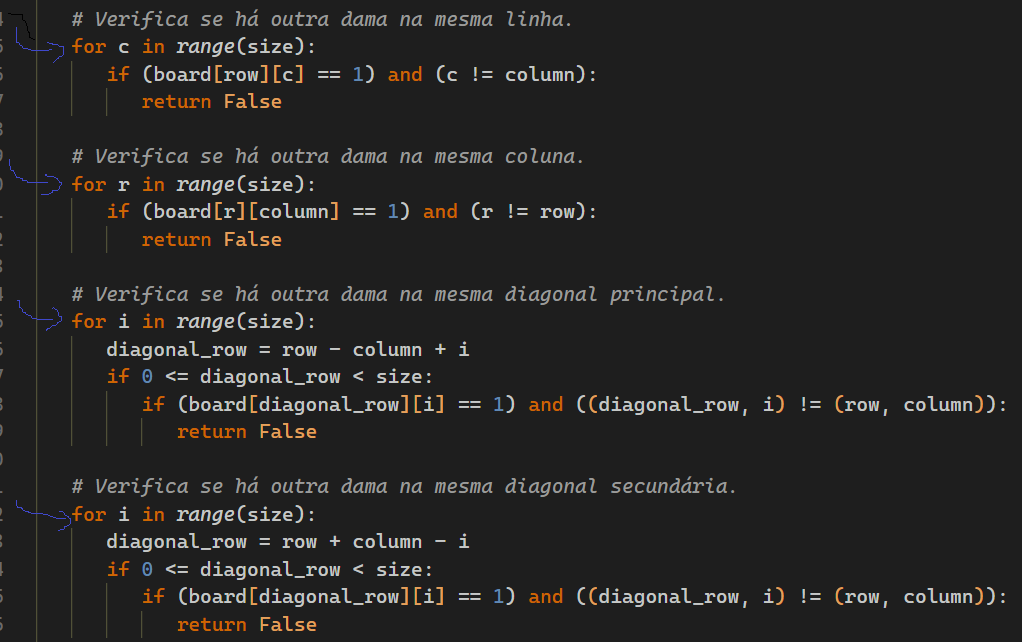 # Verifica se há outra dama na mesma linha.
for c in range(size):
if (board[row][c] == 1) and (c != column):
return False
# Verifica se há outra dama na mesma coluna.
for r in range(size):
if (board[r][column] == 1) and (r != row):
return False
# Verifica se há outra dama na mesma diagonal principal.
for i in range(size):
diagonal_row = row - column + i
if 0 <= diagonal_row < size:
if (board[diagonal_row][i] == 1) and ((diagonal_row, i) != (row, column)):
return False
# Verifica se há outra dama na mesma diagonal secundária.
for i in range(size):
diagonal_row = row + column - i
if 0 <= diagonal_row < size:
if (board[diagonal_row][i] == 1) and ((diagonal_row, i) != (row, column)):
return False